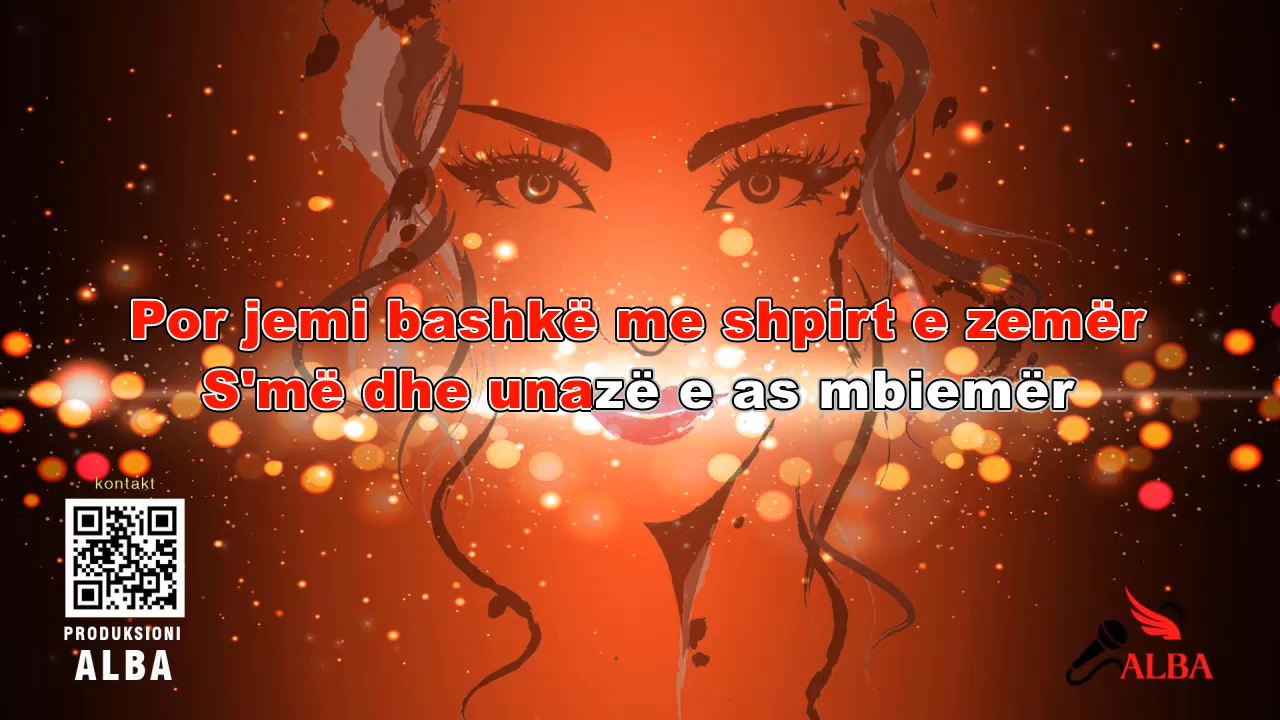 Por jemi bashkë me shpirt e zemër
S'më dhe unazë e as mbiemër
kontakt
PRODUKSIONI
ALBA
ALBA